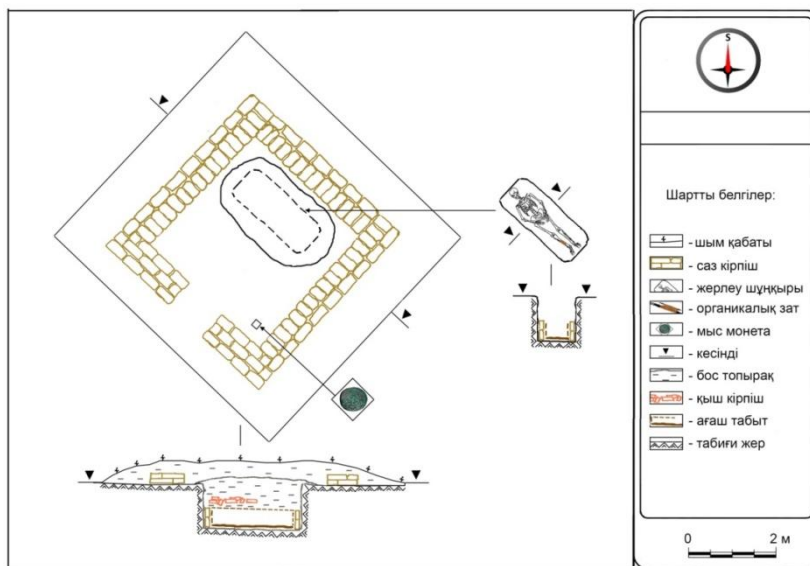 S
Шартты белгілер:
- шым қабаты
- саз кірпіш
- жерлеу шұңқыры
- органикалық зат
- мыс монета
- кесінді
- бос топырақ
- қыш кірпіш
- ағаш табыт
- табиғи жер
0 2 м